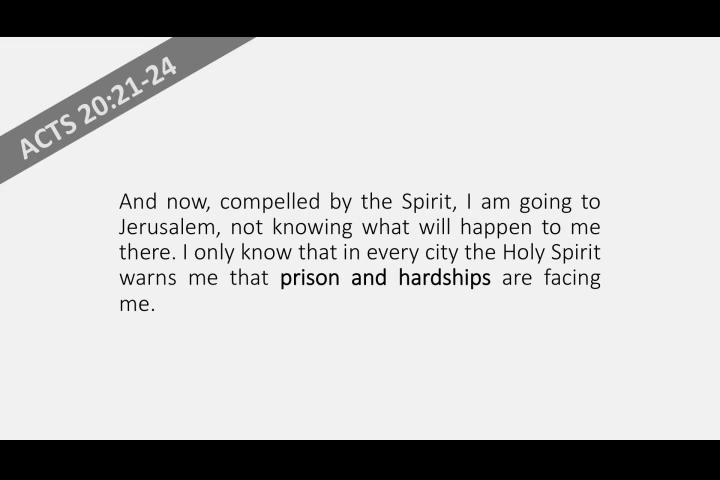 ACTS 20:21-24
And now, compelled by the Spirit, I am going to
Jerusalem, not knowing what will happen to me
there. I only know that in every city the Holy Spirit
warns me that prison and hardships are facing
me.